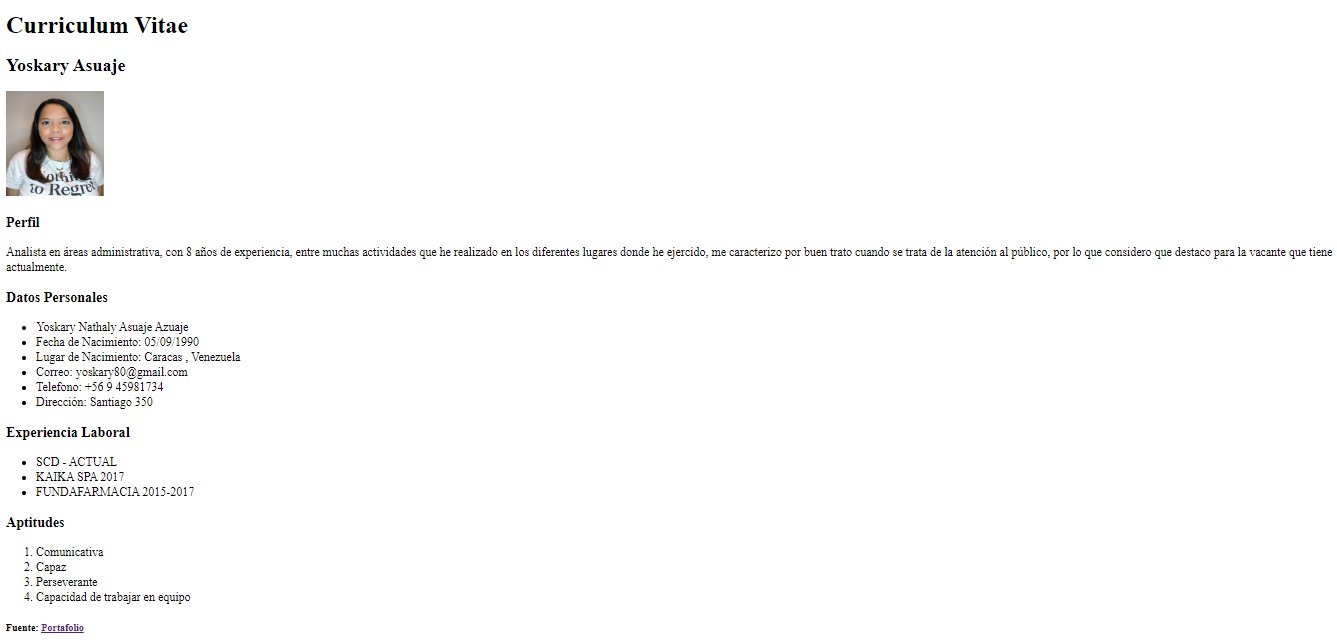 Curriculum Vitae
Yoskary Asuaje
to Regret
Perfil
Analista en áreas administrativa, con 8 años de experiencia, entre muchas actividades que he realizado en los diferentes lugares donde he ejercido, me caracterizo por buen trato cuando se trata de la atención al público, por lo que considero que destaco para la vacante que tiene
actualmente.
Datos Personales
• Yoskary Nathaly Asuaje Azuaje
• Fecha de Nacimiento: 05/09/1990
• Lugar de Nacimiento: Caracas , Venezuela
• Correo: yoskary80@gmail.com
• Telefono: +56 9 45981734
• Dirección: Santiago 350
Experiencia Laboral
• SCD - ACTUAL
• KAIKA SPA 2017
• FUNDAFARMACIA 2015-2017
Aptitudes
1. Comunicativa
2. Capaz
3. Perseverante
4. Capacidad de trabajar en equipo
Fuente: Portafolio